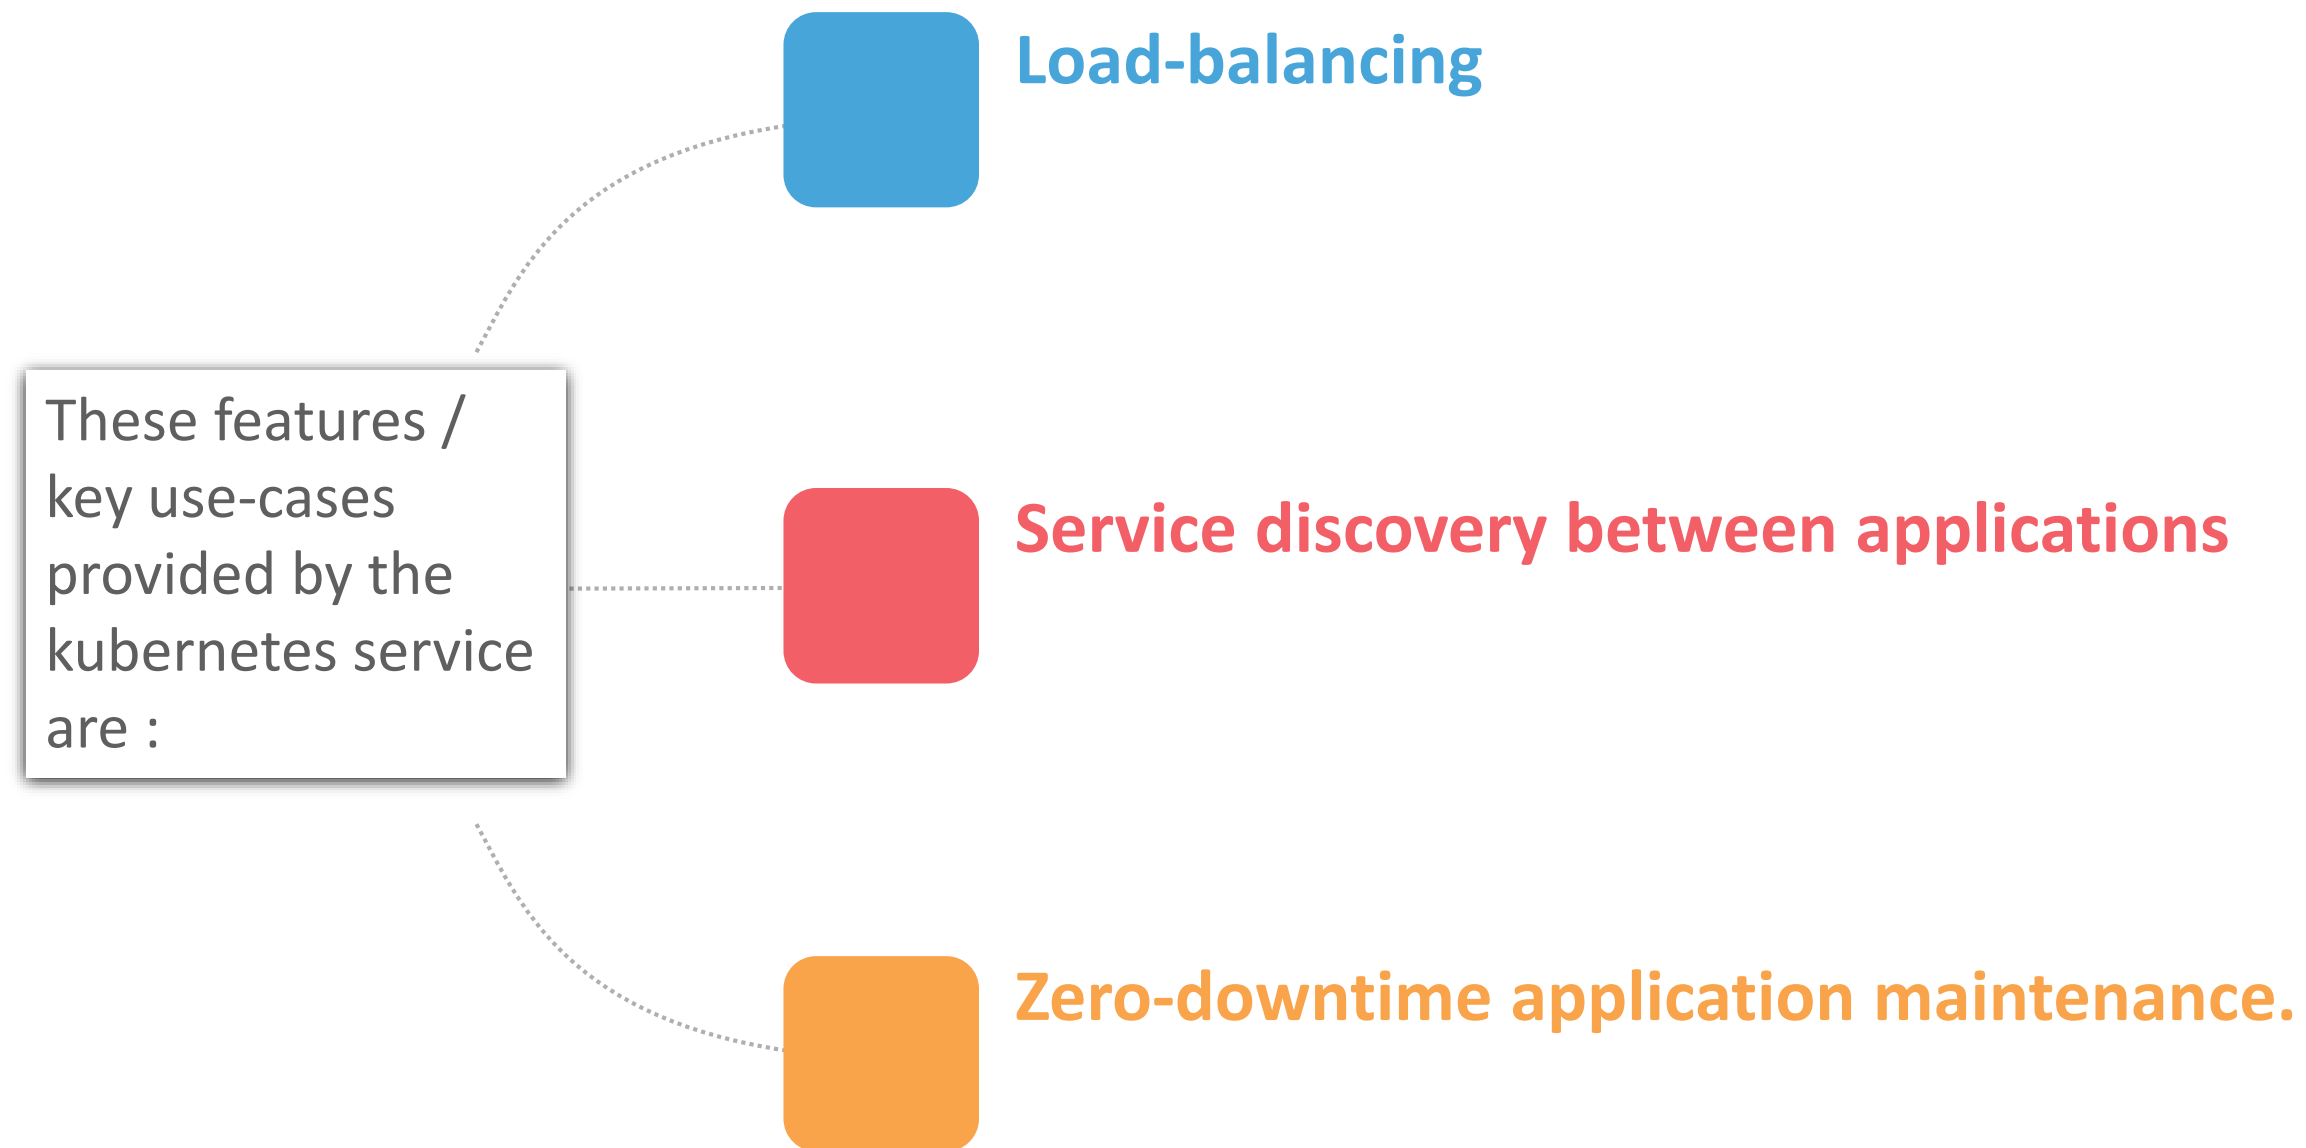 These features /
key use-cases
provided by the
kubernetes service
are :
Load-balancing
Service discovery between applications
Zero-downtime application maintenance.